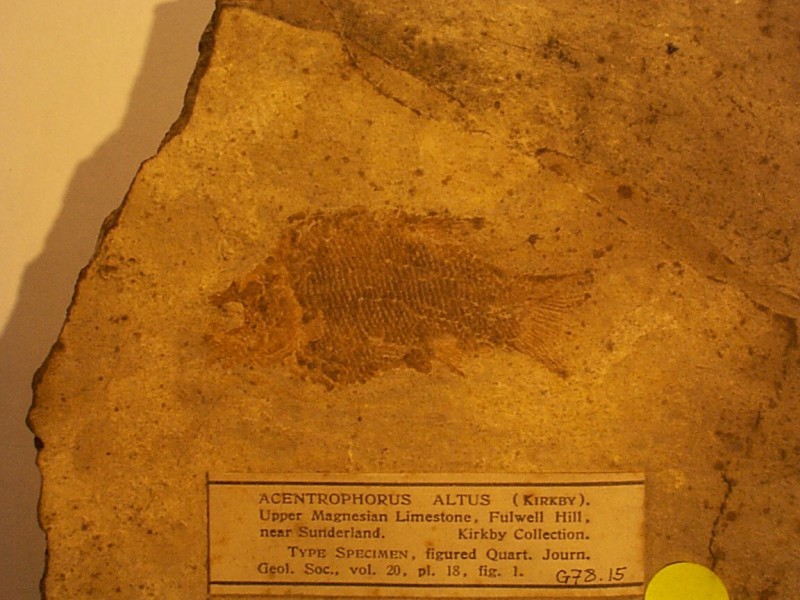 ACENTROPHORUS ALTUS (KIRKBY).
Upper Magnesian Limestone, Fulwell Hill,
near Sunderland. Kirkby Collection.
TYPE SPECIMEN, figured Quart. Journ.
Geol. Soc., vol. 20, pl. 18, fig. 1. G78.15